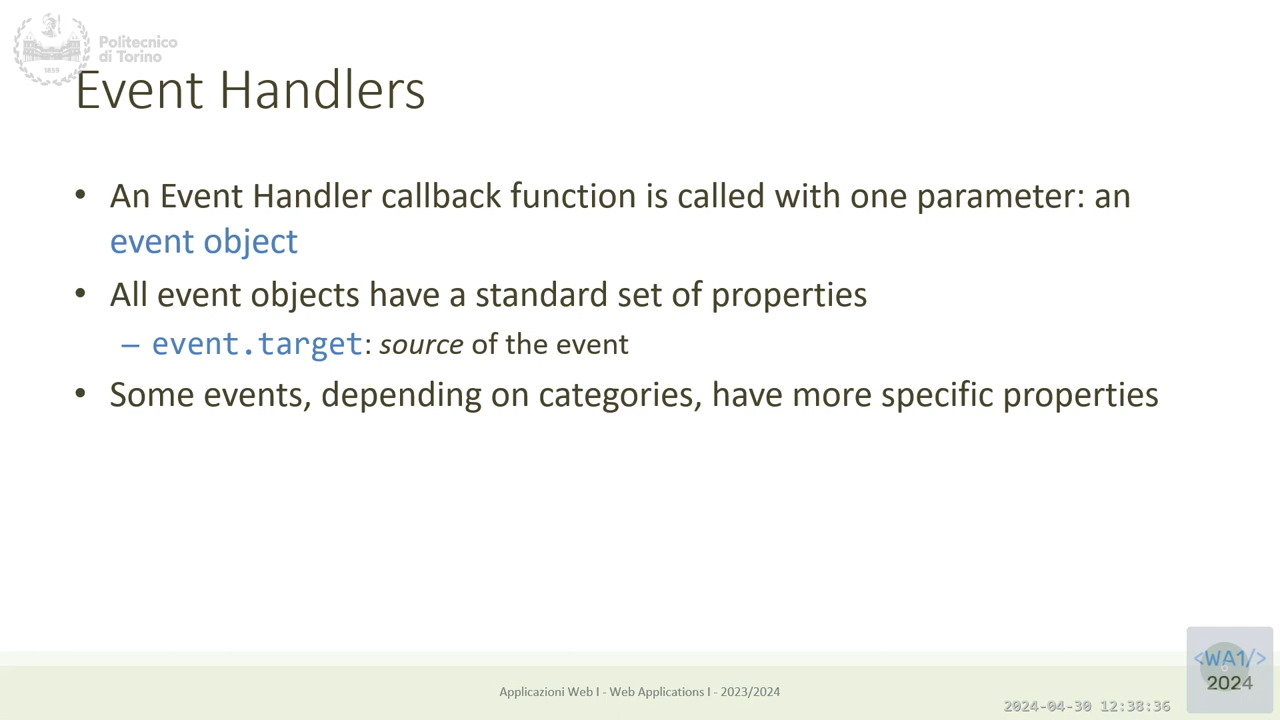 Politecnico
di Torino
1859
Event Handlers
• An Event Handler callback function is called with one parameter: an
event object
• All event objects have a standard set of properties
– event.target: source of the event
• Some events, depending on categories, have more specific properties
Applicazioni Web I - Web Applications I - 2023/2024
2024-04-30 12:38:36
<WA1/>
6
2024